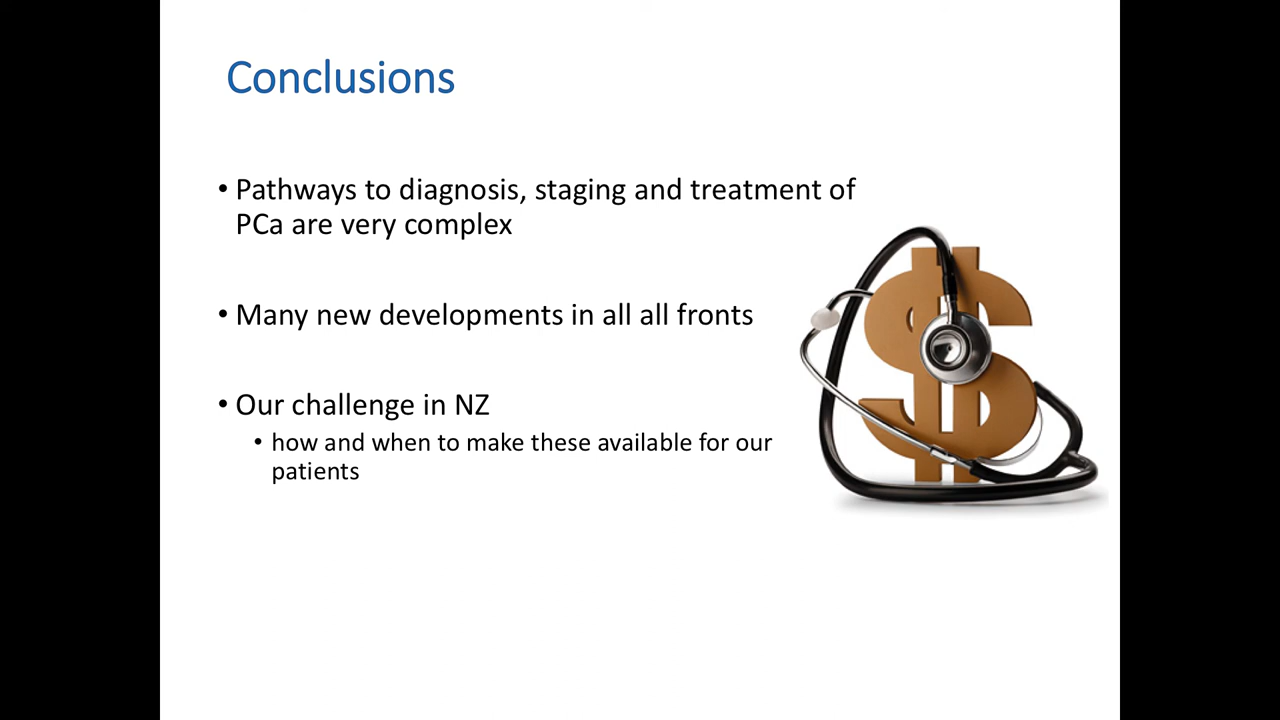 Conclusions
• Pathways to diagnosis, staging and treatment of
PCa are very complex
• Many new developments in all all fronts
• Our challenge in NZ
• how and when to make these available for our
patients